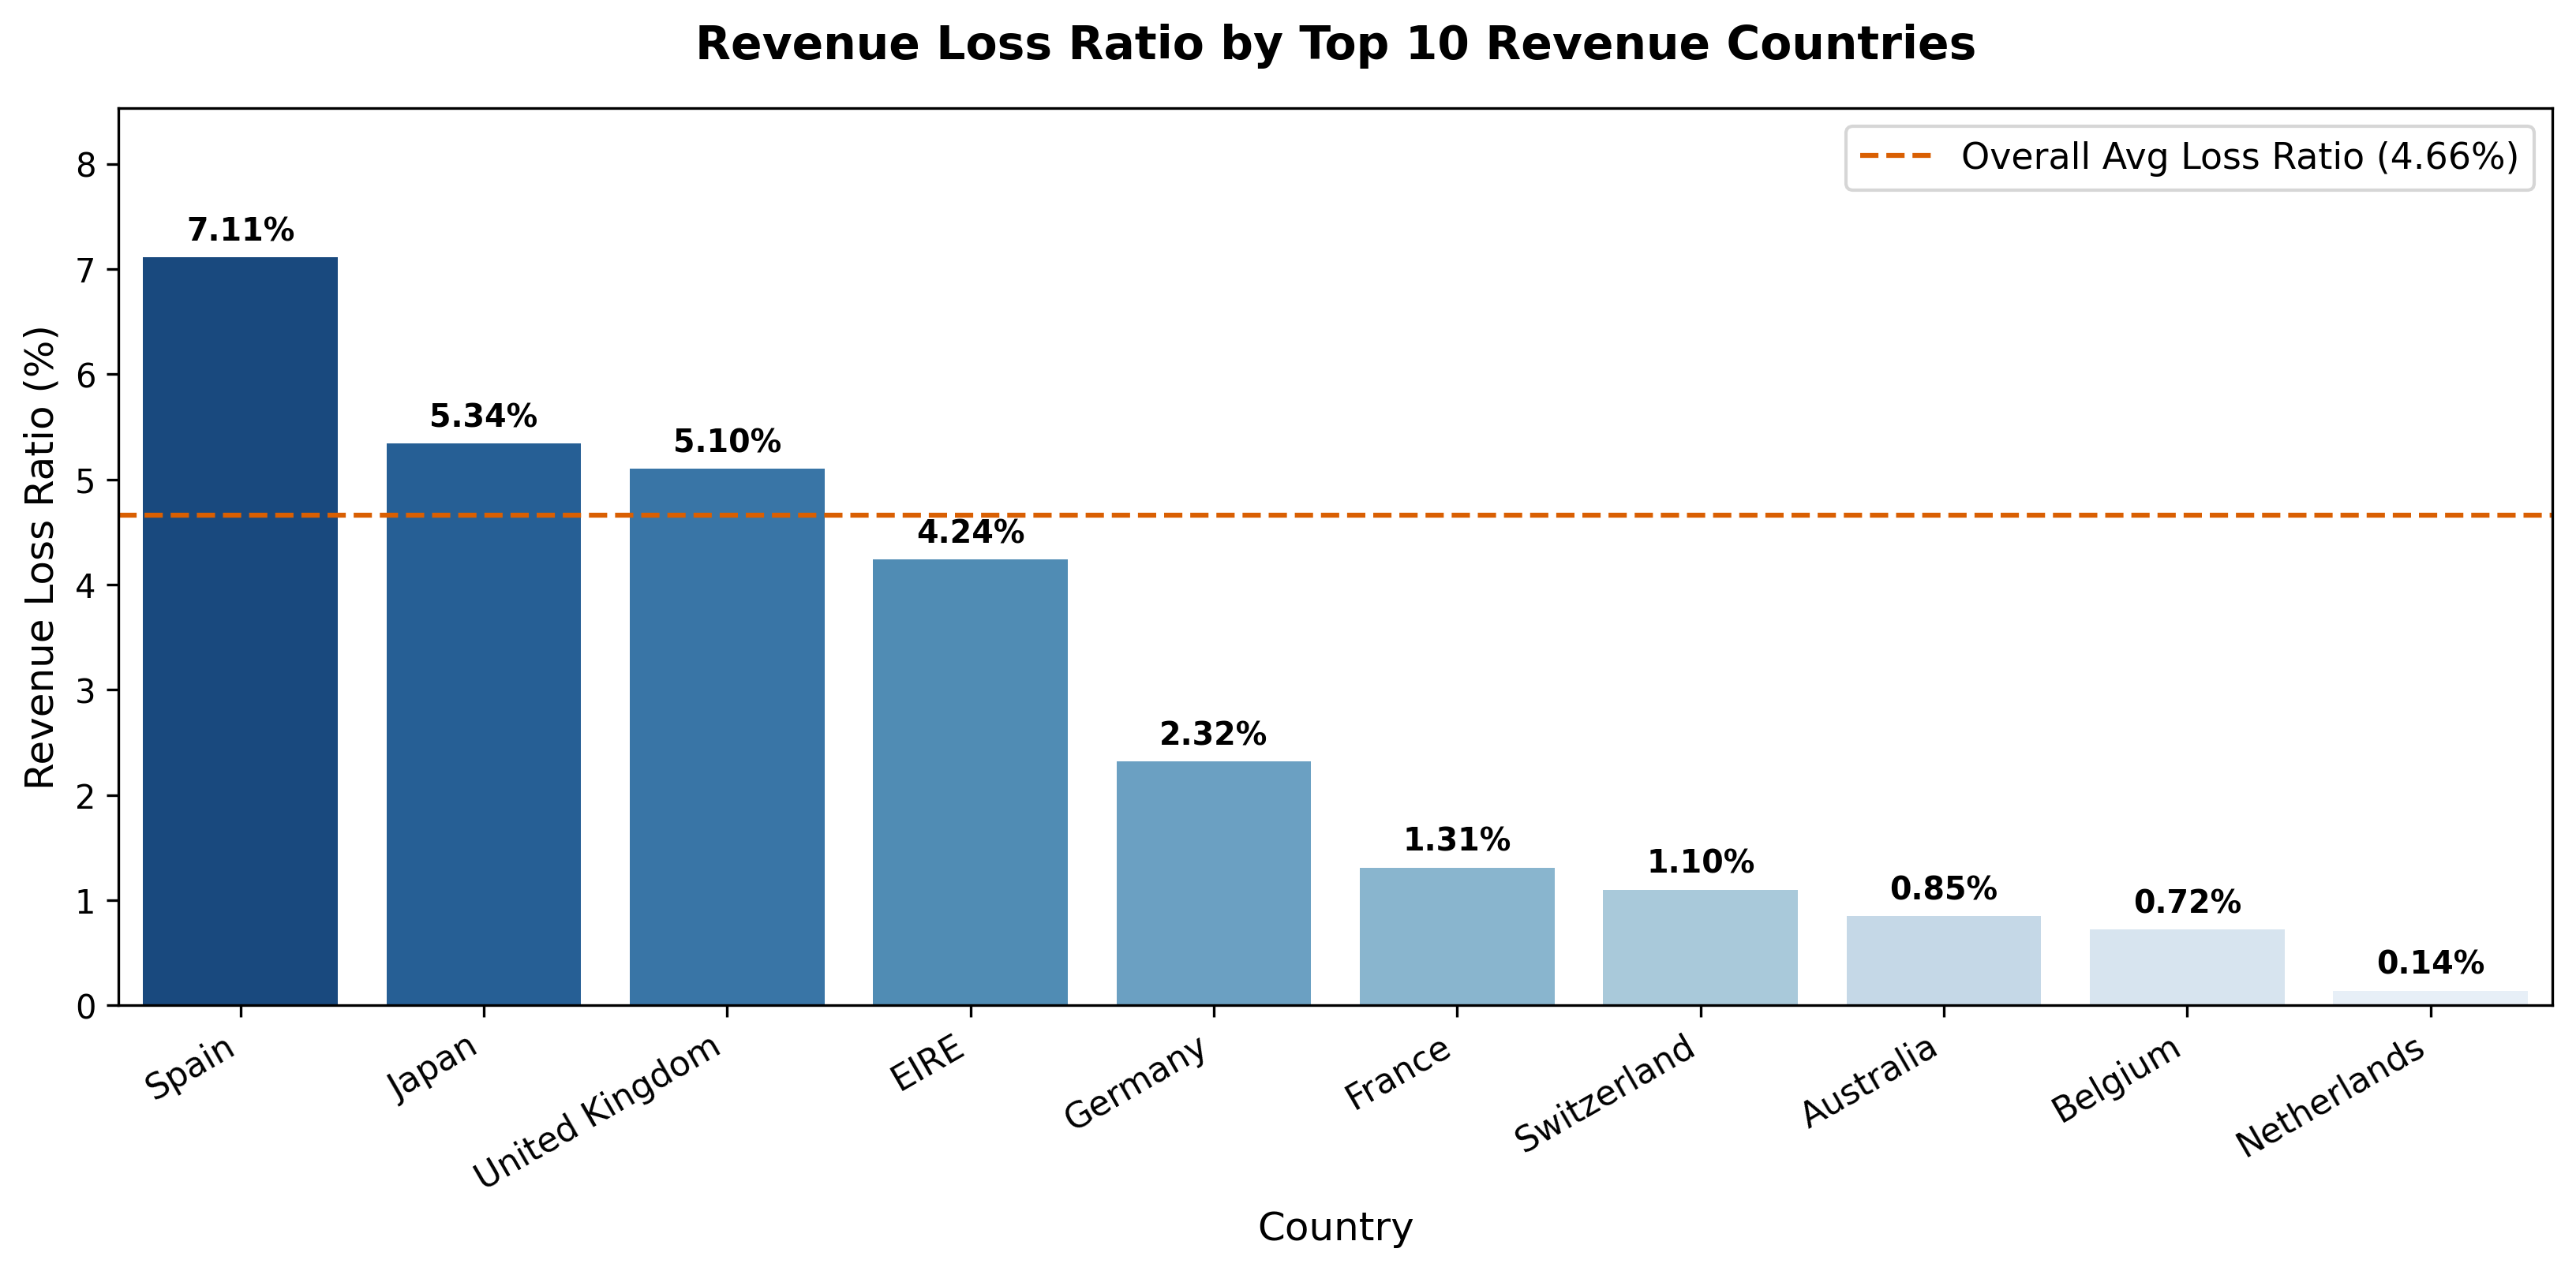 Revenue Loss Ratio by Top 10 Revenue Countries
Overall Avg Loss Ratio (4.66%)
Revenue Loss Ratio (%)
8
7
6
5
4
3
2
1
0
7.11%
5.34%
5.10%
4.24%
2.32%
1.31%
1.10%
0.85%
0.72%
0.14%
Spain
Japan
United Kingdom
EIRE
Germany
France
Switzerland
Australia
Belgium
Netherlands
Country